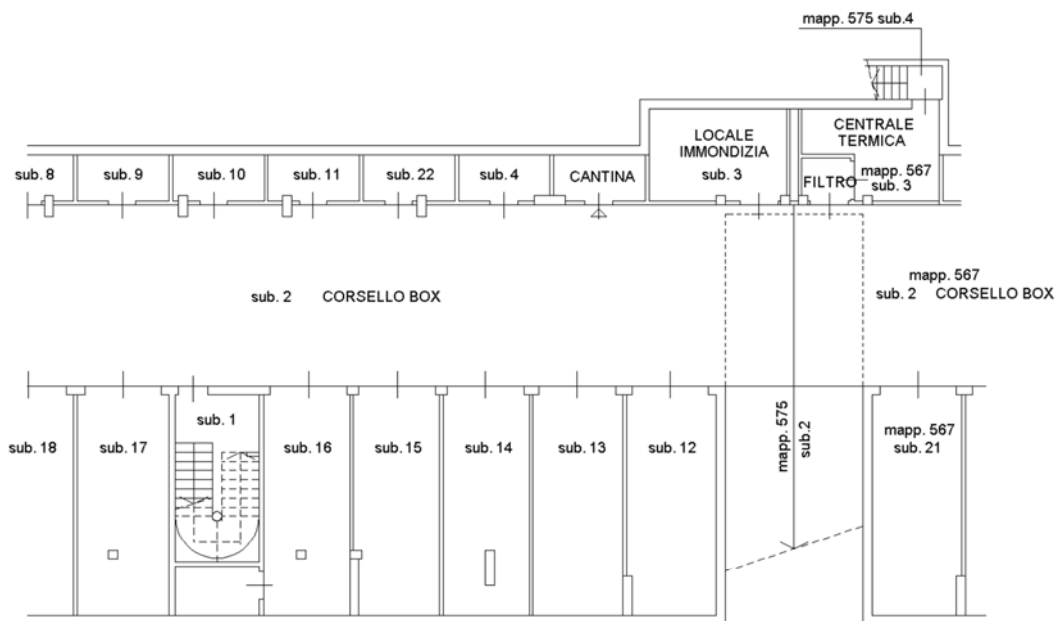 mapp. 575 sub.4
LOCALE
IMMONDIZIA
sub. 3
CENTRALE
TERMICA
sub. 8
sub. 9
sub. 10
sub. 11
sub. 22
sub. 4
CANTINA
FILTRO
mapp. 567
sub. 3
sub. 2 CORSELLO BOX
mapp. 567
sub. 2 CORSELLO BOX
sub. 18
sub. 17
sub. 1
sub. 16
sub. 15
sub. 14
sub. 13
sub. 12
mapp. 575
sub.2
mapp. 567
sub. 21